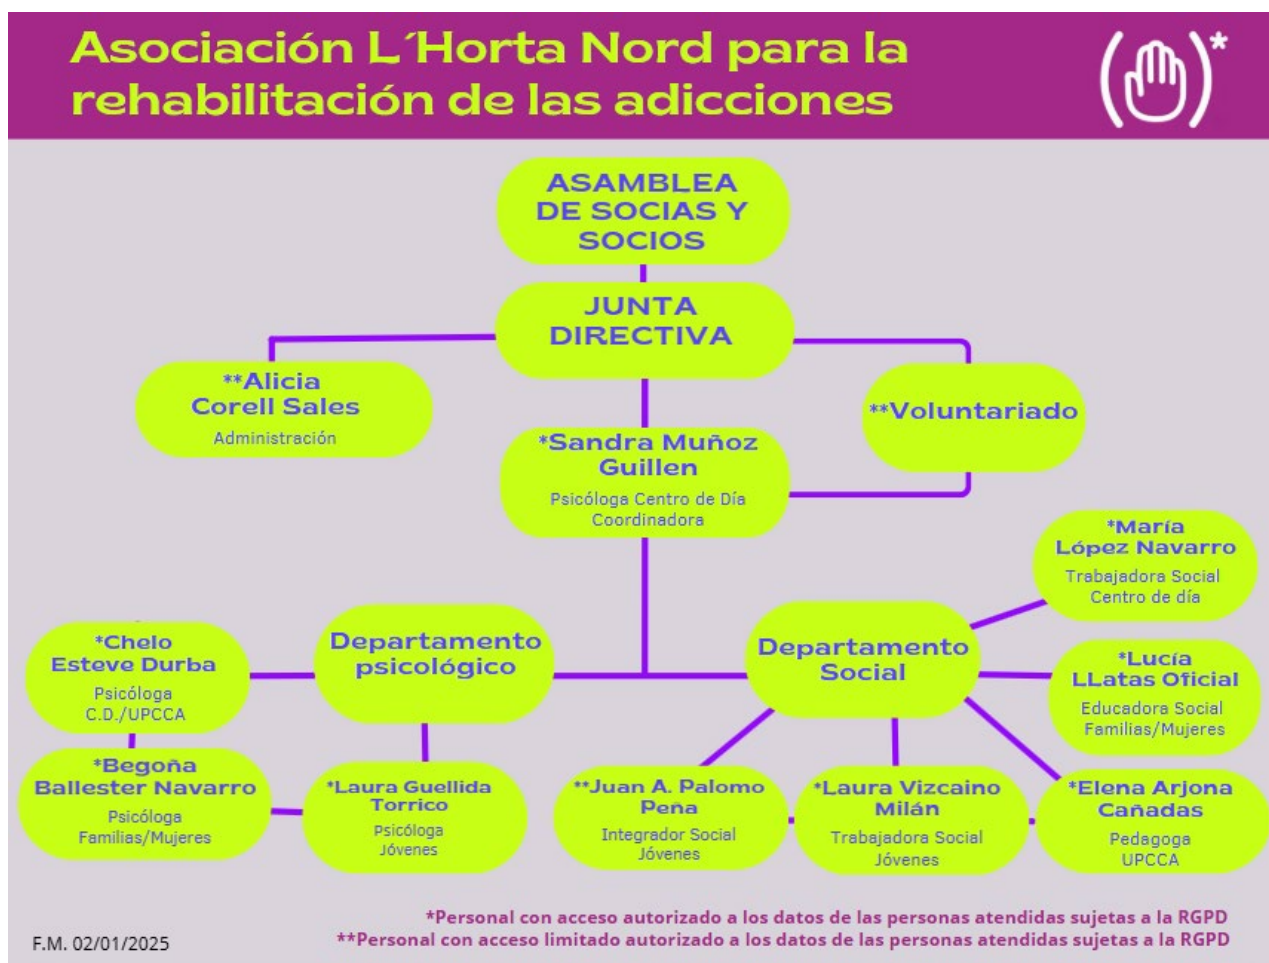 Asociación L´Horta Nord para la
rehabilitación de las adicciones
*
ASAMBLEA
DE SOCIAS Y
SOCIOS
JUNTA
DIRECTIVA
**Alicia
Corell Sales
Administración
**Voluntariado
*Sandra Muñoz
Guillen
Psicóloga Centro de Día
Coordinadora
*María
López Navarro
Trabajadora Social
Centro de día
*Chelo
Esteve Durba
Psicóloga
C.D./UPCCA
Departamento
psicológico
Departamento
Social
*Lucía
LLatas Oficial
Educadora Social
Familias/Mujeres
*Begoña
Ballester Navarro
Psicóloga
Familias/Mujeres
*Laura Guellida
Torrico
Psicóloga
Jóvenes
**Juan A. Palomo
Peña
Integrador Social
Jóvenes
*Laura Vizcaino
Milán
Trabajadora Social
Jóvenes
*Elena Arjona
Cañadas
Pedagoga
UPCCA
*Personal con acceso autorizado a los datos de las personas atendidas sujetas a la RGPD
**Personal con acceso limitado autorizado a los datos de las personas atendidas sujetas a la RGPD
F.M. 02/01/2025